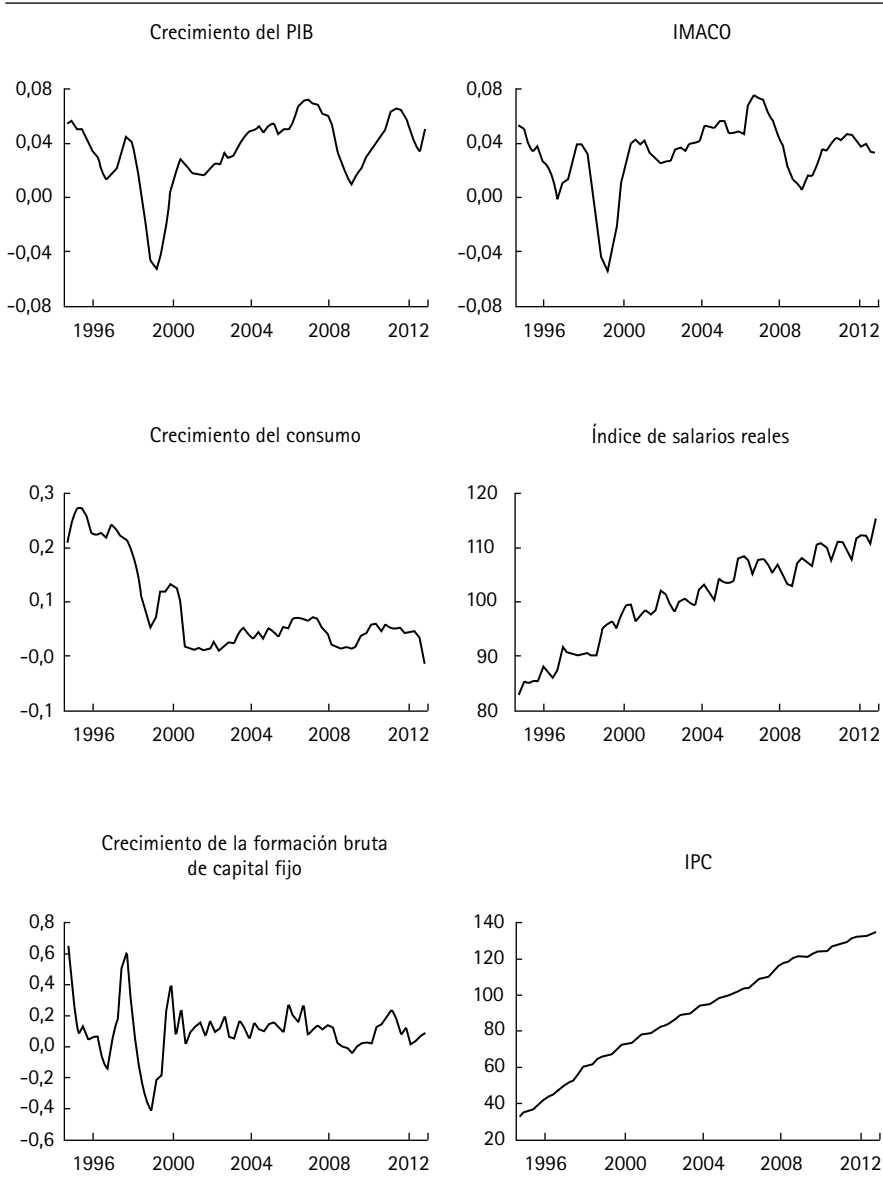 Crecimiento del PIB
0,08
0,04
0,00
-0,04
-0,08
1996 2000 2004 2008 2012
IMACO
0,08
0,04
0,00
-0,04
-0,08
1996 2000 2004 2008 2012
Crecimiento del consumo
0,3
0,2
0,1
-0,0
-0,1
1996 2000 2004 2008 2012
Índice de salarios reales
120
110
100
90
80
1996 2000 2004 2008 2012
Crecimiento de la formación bruta
de capital fijo
0,8
0,6
0,4
0,2
0,0
-0,2
-0,4
-0,6
1996 2000 2004 2008 2012
IPC
140
120
100
80
60
40
20
1996 2000 2004 2008 2012